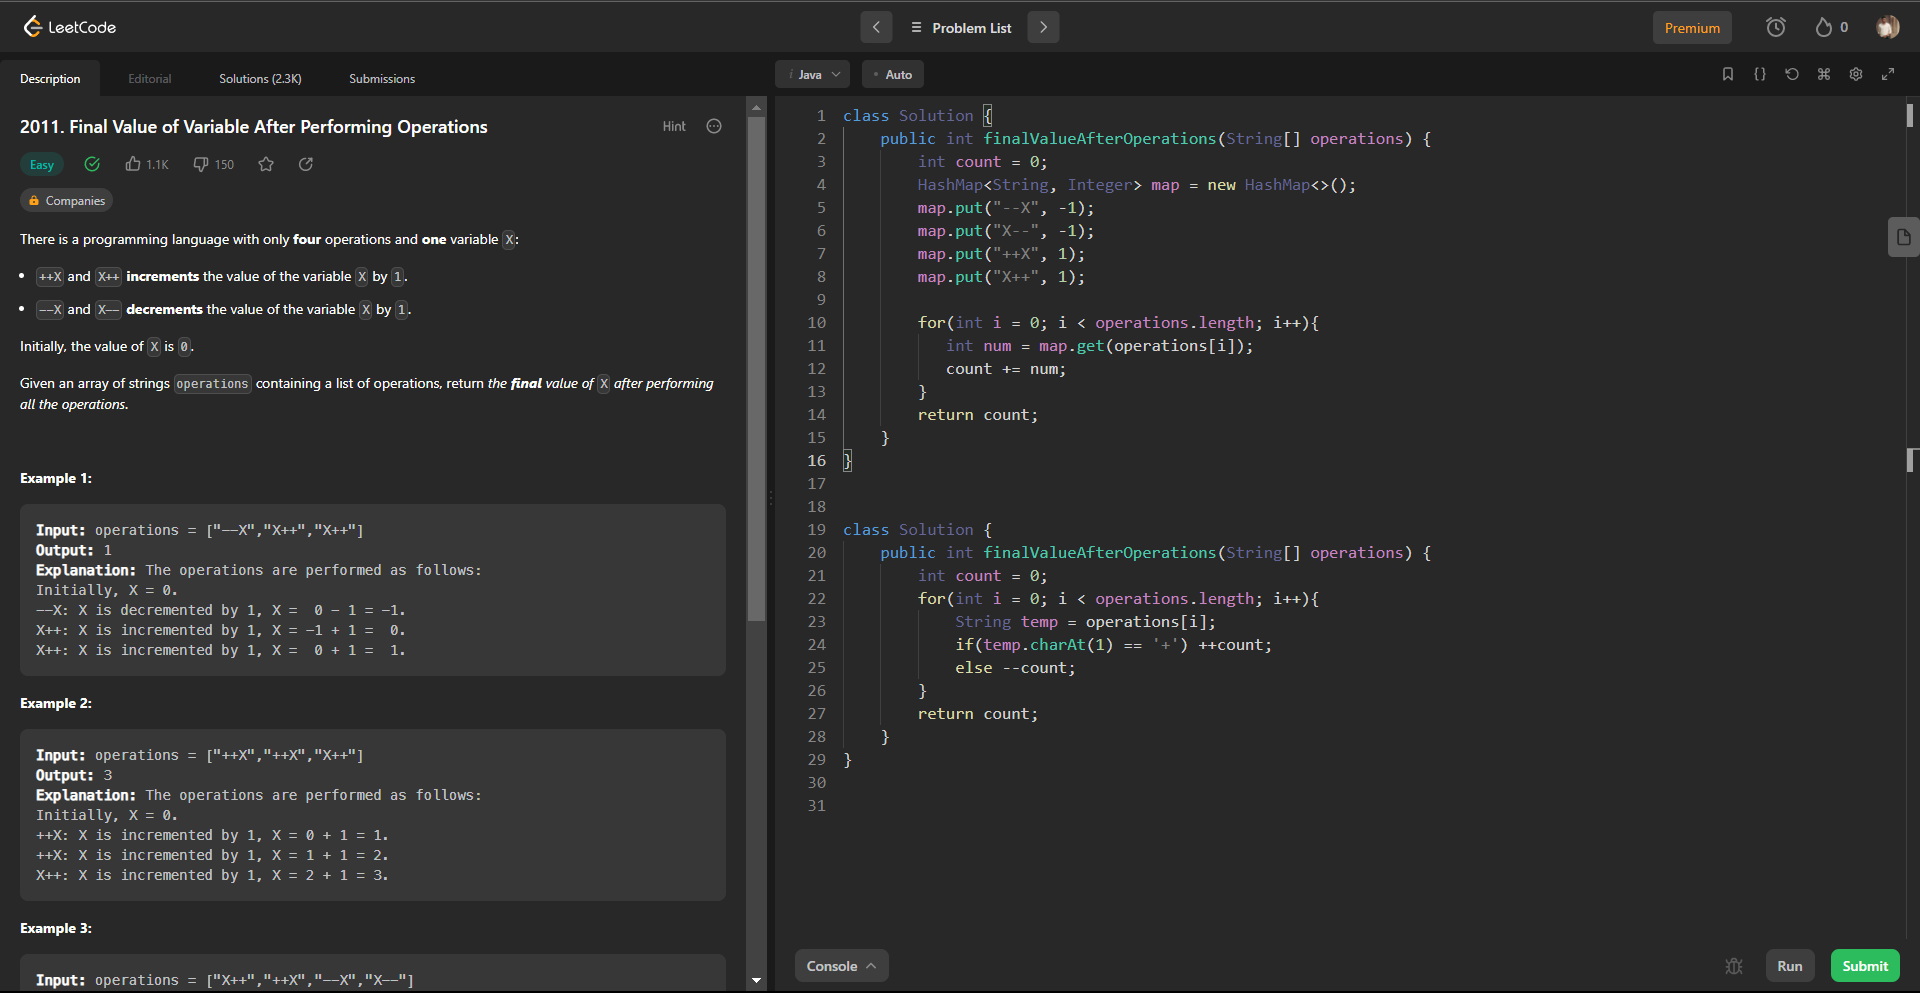 LeetCode
Problem List
Premium
0
Description
Editorial
Solutions (2.3K)
Submissions
i Java
Auto
2011. Final Value of Variable After Performing Operations
Hint
Easy
1.1K
150
Companies
There is a programming language with only four operations and one variable X:
• ++X and X++ increments the value of the variable X by 1.
• --X and X-- decrements the value of the variable X by 1.
Initially, the value of X is 0.
Given an array of strings operations containing a list of operations, return the final value of X after performing
all the operations.
Example 1:
Input: operations = ["--X","X++","X++"]
Output: 1
Explanation: The operations are performed as follows:
Initially, X = 0.
--X: X is decremented by 1, X =  0 - 1 = -1.
X++: X is incremented by 1, X = -1 + 1 =  0.
X++: X is incremented by 1, X =  0 + 1 =  1.
Example 2:
Input: operations = ["++X","++X","X++"]
Output: 3
Explanation: The operations are performed as follows:
Initially, X = 0.
++X: X is incremented by 1, X = 0 + 1 = 1.
++X: X is incremented by 1, X = 1 + 1 = 2.
X++: X is incremented by 1, X = 2 + 1 = 3.
Example 3:
Input: operations = ["X++","++X","--X","X--"]
1 class Solution {
2     public int finalValueAfterOperations(String[] operations) {
3         int count = 0;
4         HashMap<String, Integer> map = new HashMap<>();
5         map.put("--X", -1);
6         map.put("X--", -1);
7         map.put("++X", 1);
8         map.put("X++", 1);
9
10         for(int i = 0; i < operations.length; i++){
11            int num = map.get(operations[i]);
12            count += num;
13         }
14         return count;
15     }
16 }
17
18
19 class Solution {
20     public int finalValueAfterOperations(String[] operations) {
21         int count = 0;
22         for(int i = 0; i < operations.length; i++){
23             String temp = operations[i];
24             if(temp.charAt(1) == '+') ++count;
25             else --count;
26         }
27         return count;
28     }
29 }
30
31
Console
Run
Submit